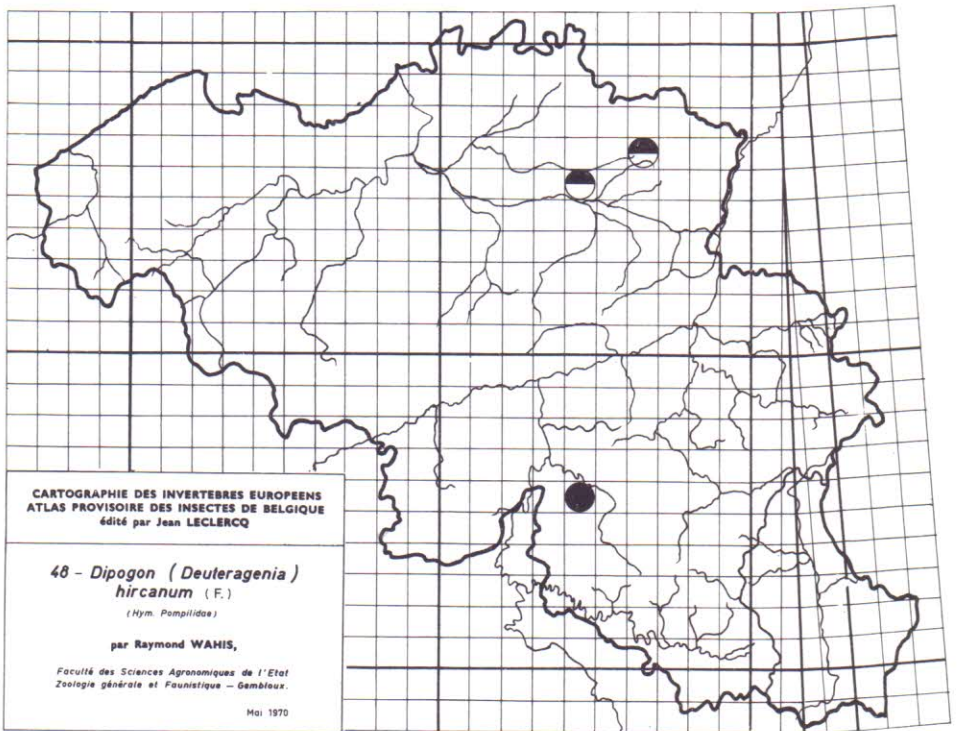 CARTOGRAPHIE DES INVERTEBRES EUROPEENS
ATLAS PROVISOIRE DES INSECTES DE BELGIQUE
édité par Jean LECLERCQ
48 - Dipogon (Deuteragenia)
hircanum (F.)
(Hym. Pompilidae)
par Raymond WAHIS,
Faculté des Sciences Agronomiques de l'Etat
Zoologie générale et Faunistique - Gembloux.
Mai 1970